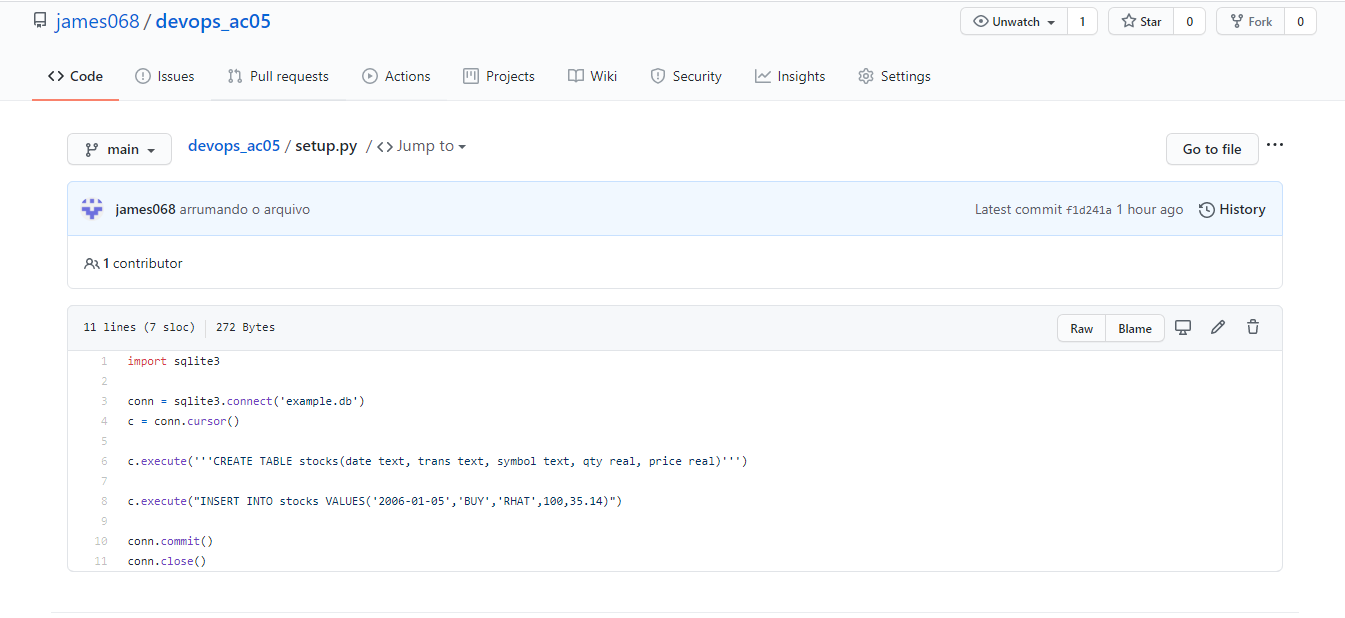 james068 / devops_ac05
Unwatch 1 Star 0 Fork 0
Code Issues Pull requests Actions Projects Wiki Security Insights Settings
main devops_ac05 / setup.py / <> Jump to Go to file ...
james068 arrumando o arquivo Latest commit f1d241a 1 hour ago History
1 contributor
11 lines (7 sloc) 272 Bytes Raw Blame
1 import sqlite3
2
3 conn = sqlite3.connect('example.db')
4 c = conn.cursor()
5
6 c.execute('''CREATE TABLE stocks(date text, trans text, symbol text, qty real, price real)''')
7
8 c.execute("INSERT INTO stocks VALUES('2006-01-05','BUY','RHAT',100,35.14)")
9
10 conn.commit()
11 conn.close()